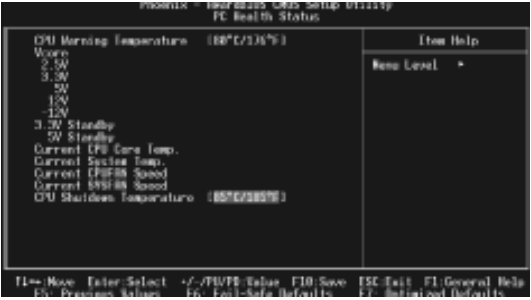 Phoenix - AwardBIOS CMOS Setup Utility
PC Health Status
CPU Warning Temperature [80°C/176°F]
Vcore
2.5V
3.3V
5V
12V
-12V
3.3V Standby
5V Standby
Current CPU Core Temp.
Current System Temp.
Current CPUFAN Speed
Current SYSFAN Speed
CPU Shutdown Temperature [85°C/185°F]
Item Help
Menu Level
↑↓→←:Move Enter:Select +/-/PU/PD:Value F10:Save ESC:Exit F1:General Help
F5: Previous Values F6: Fail-Safe Defaults F7: Optimized Defaults